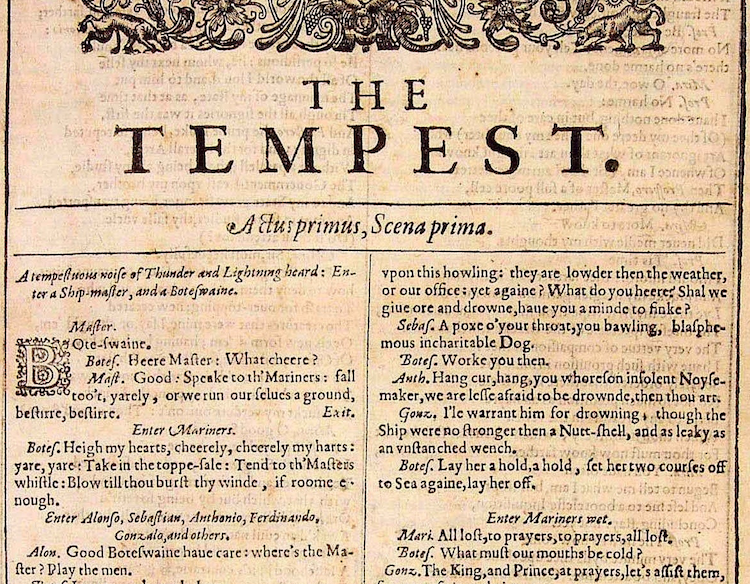 THE
TEMPEST.
Actus primus, Scena prima.
A tempestuous noise of Thunder and Lightning heard: En-
ter a Ship-master, and a Boteswaine.
Master.
BOte-swaine.
Botes. Heere Master: What cheere?
Mast. Good: Speake to th'Mariners: fall
too't, yarely, or we run our selues a ground,
bestirre, bestirre. Exit.
Enter Mariners.
Botes. Heigh my hearts, cheerely, cheerely my harts:
yare, yare: Take in the toppe-sale: Tend to th'Masters
whistle: Blow till thou burst thy winde, if roome e-
nough.
Enter Alonso, Sebastian, Anthonio, Ferdinando,
Gonzalo, and others.
Alon. Good Boteswaine haue care: where's the Ma-
ster? Play the men.
vpon this howling: they are lowder then the weather,
or our office: yet againe? What do you heere? Shal we
giue ore and drowne, haue you a minde to sinke?
Sebas. A poxe o'your throat, you bawling, blasphe-
mous incharitable Dog.
Botes. Worke you then.
Anth. Hang cur, hang, you whoreson insolent Noyse-
maker, we are lesse afraid to be drownde, then thou art.
Gonz. I'le warrant him for drowning, though the
Ship were no stronger then a Nutt-shell, and as leaky as
an vnstanched wench.
Botes. Lay her a hold, a hold, set her two courses off
to Sea againe, lay her off.
Enter Mariners wet.
Mari. All lost, to prayers, to prayers, all lost.
Botes. What must our mouths be cold?
Gonz. The King, and Prince, at prayers, let's assist them,